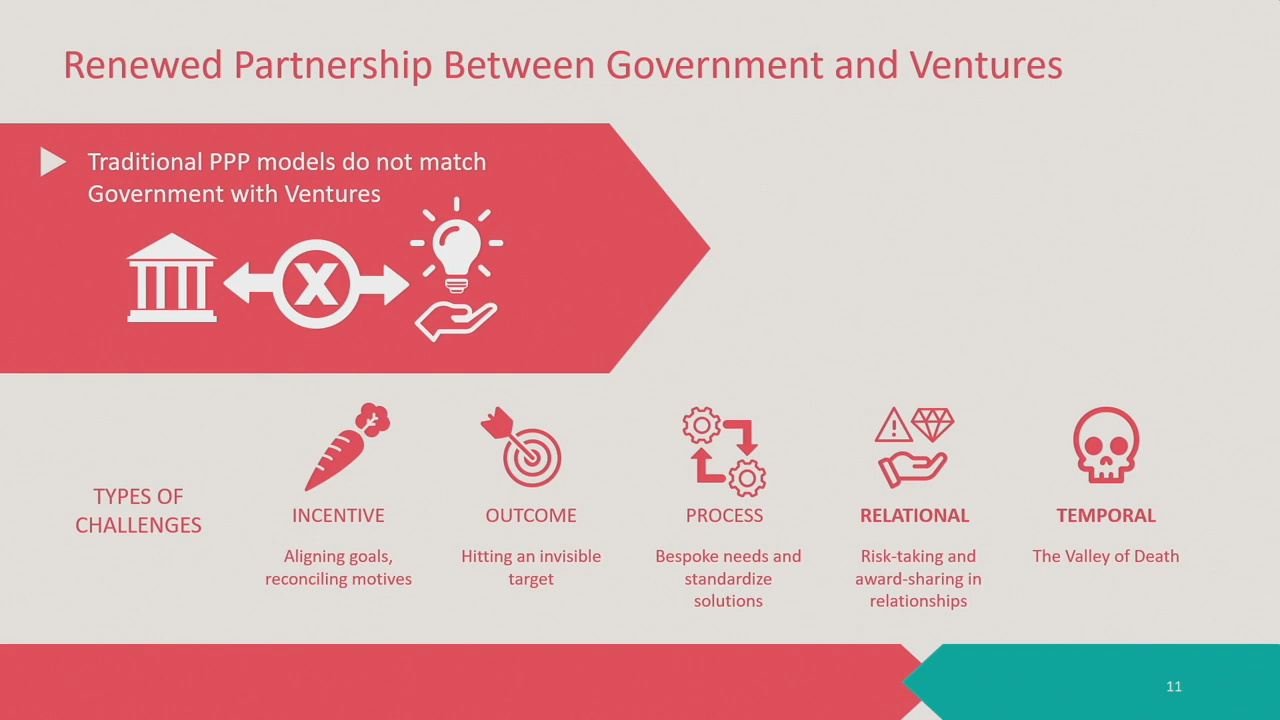 Renewed Partnership Between Government and Ventures
Traditional PPP models do not match
Government with Ventures
X
TYPES OF
CHALLENGES
INCENTIVE
Aligning goals,
reconciling motives
OUTCOME
Hitting an invisible
target
PROCESS
Bespoke needs and
standardize
solutions
RELATIONAL
Risk-taking and
award-sharing in
relationships
TEMPORAL
The Valley of Death
11